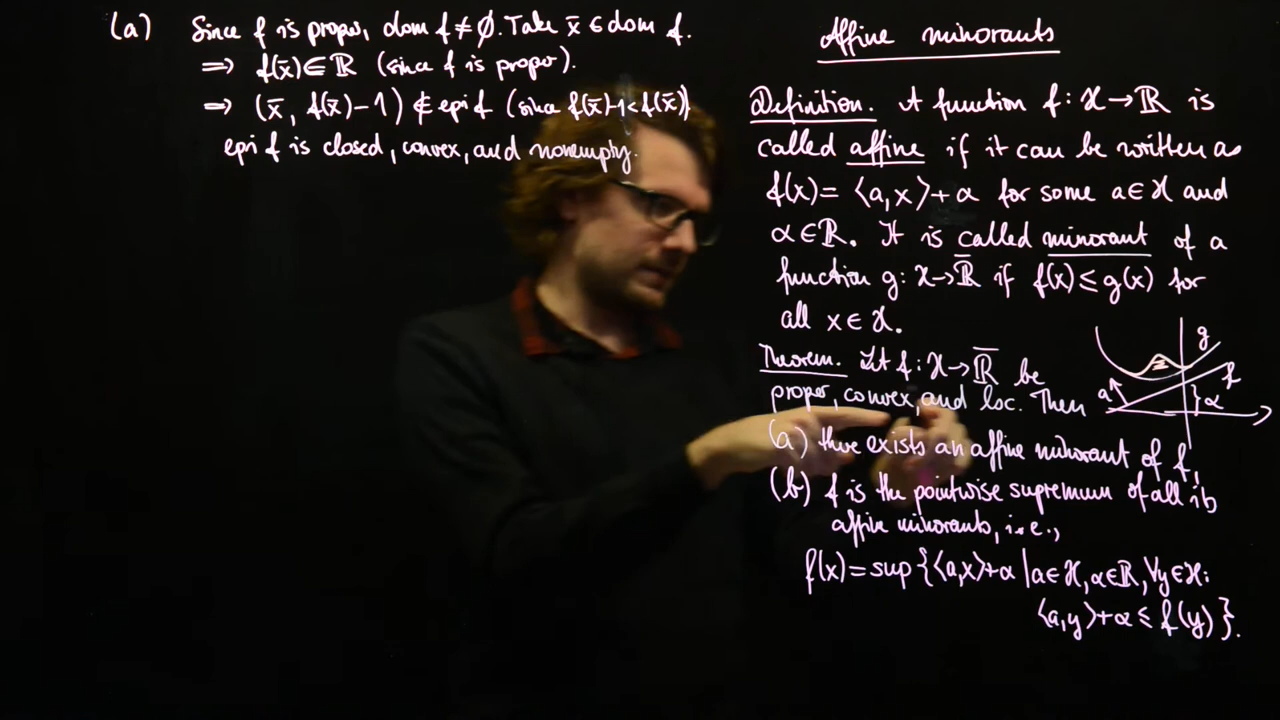 (a) Since f is proper, dom f ≠ ∅. Take x̄ ∈ dom f.
⇒ f(x̄) ∈ ℝ (since f is proper).
⇒ (x̄, f(x̄)-1) ∉ epi f (since f(x̄)-1 < f(x̄))
epi f is closed, convex, and nonempty.
Affine minorants
Definition. A function f: X→ℝ is
called affine if it can be written as
f(x) = ⟨a,x⟩+α for some a∈X and
α∈ℝ. It is called minorant of a
function g: X→ℝ̄ if f(x) ≤ g(x) for
all x∈X.
g
f
a
α
Theorem. Let f: X→ℝ̄ be
proper, convex, and lsc. Then
(a) there exists an affine minorant of f,
(b) f is the pointwise supremum of all its
affine minorants, i.e.,
f(x) = sup {⟨a,x⟩+α | a∈X, α∈ℝ, ∀y∈X:
⟨a,y⟩+α ≤ f(y)}.